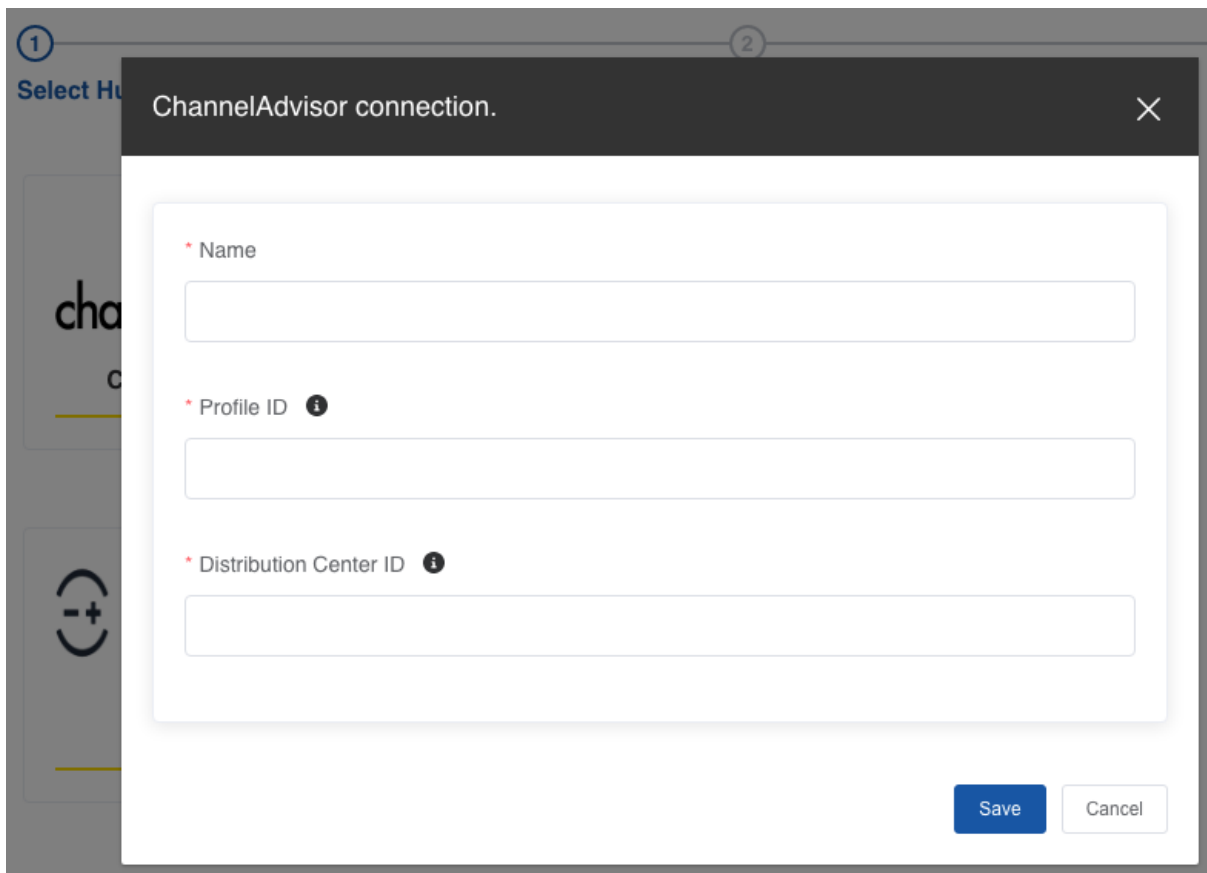 1
2
Select Hu
ChannelAdvisor connection.
* Name
cha
c
* Profile ID
* Distribution Center ID
- +
Save
Cancel